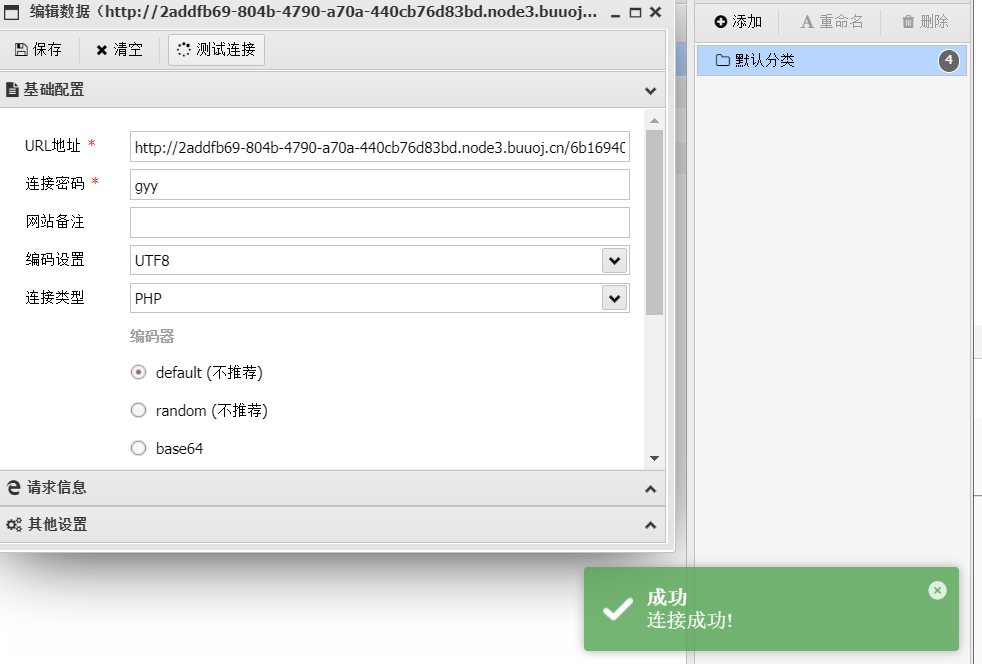 编辑数据（http://2addfb69-804b-4790-a70a-440cb76d83bd.node3.buuoj...
保存 清空 测试连接
添加 重命名 删除
默认分类 4
基础配置
URL地址 * http://2addfb69-804b-4790-a70a-440cb76d83bd.node3.buuoj.cn/6b1694(
连接密码 * gyy
网站备注
编码设置 UTF8
连接类型 PHP
编码器
default (不推荐)
random (不推荐)
base64
请求信息
其他设置
成功
连接成功!